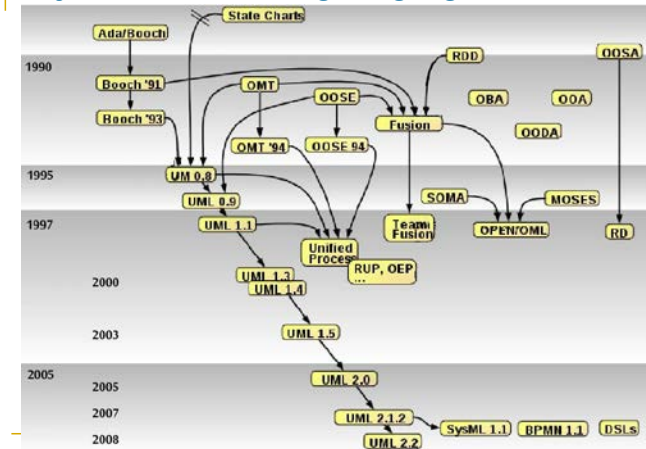 State Charts
Ada/Booch
1990
RDD
OOSA
Booch '91
OMT
OOSE
OBA
OOA
Booch '93
Fusion
OODA
OMT '94
OOSE 94
1995
UM 0.8
UML 0.9
SOMA
MOSES
1997
UML 1.1
Team
Fusion
OPEN/OML
RD
Unified
Process
RUP, OEP
...
2000
UML 1.3
UML 1.4
2003
UML 1.5
2005
2005
UML 2.0
2007
UML 2.1.2
SysML 1.1
BPMN 1.1
DSLs
2008
UML 2.2